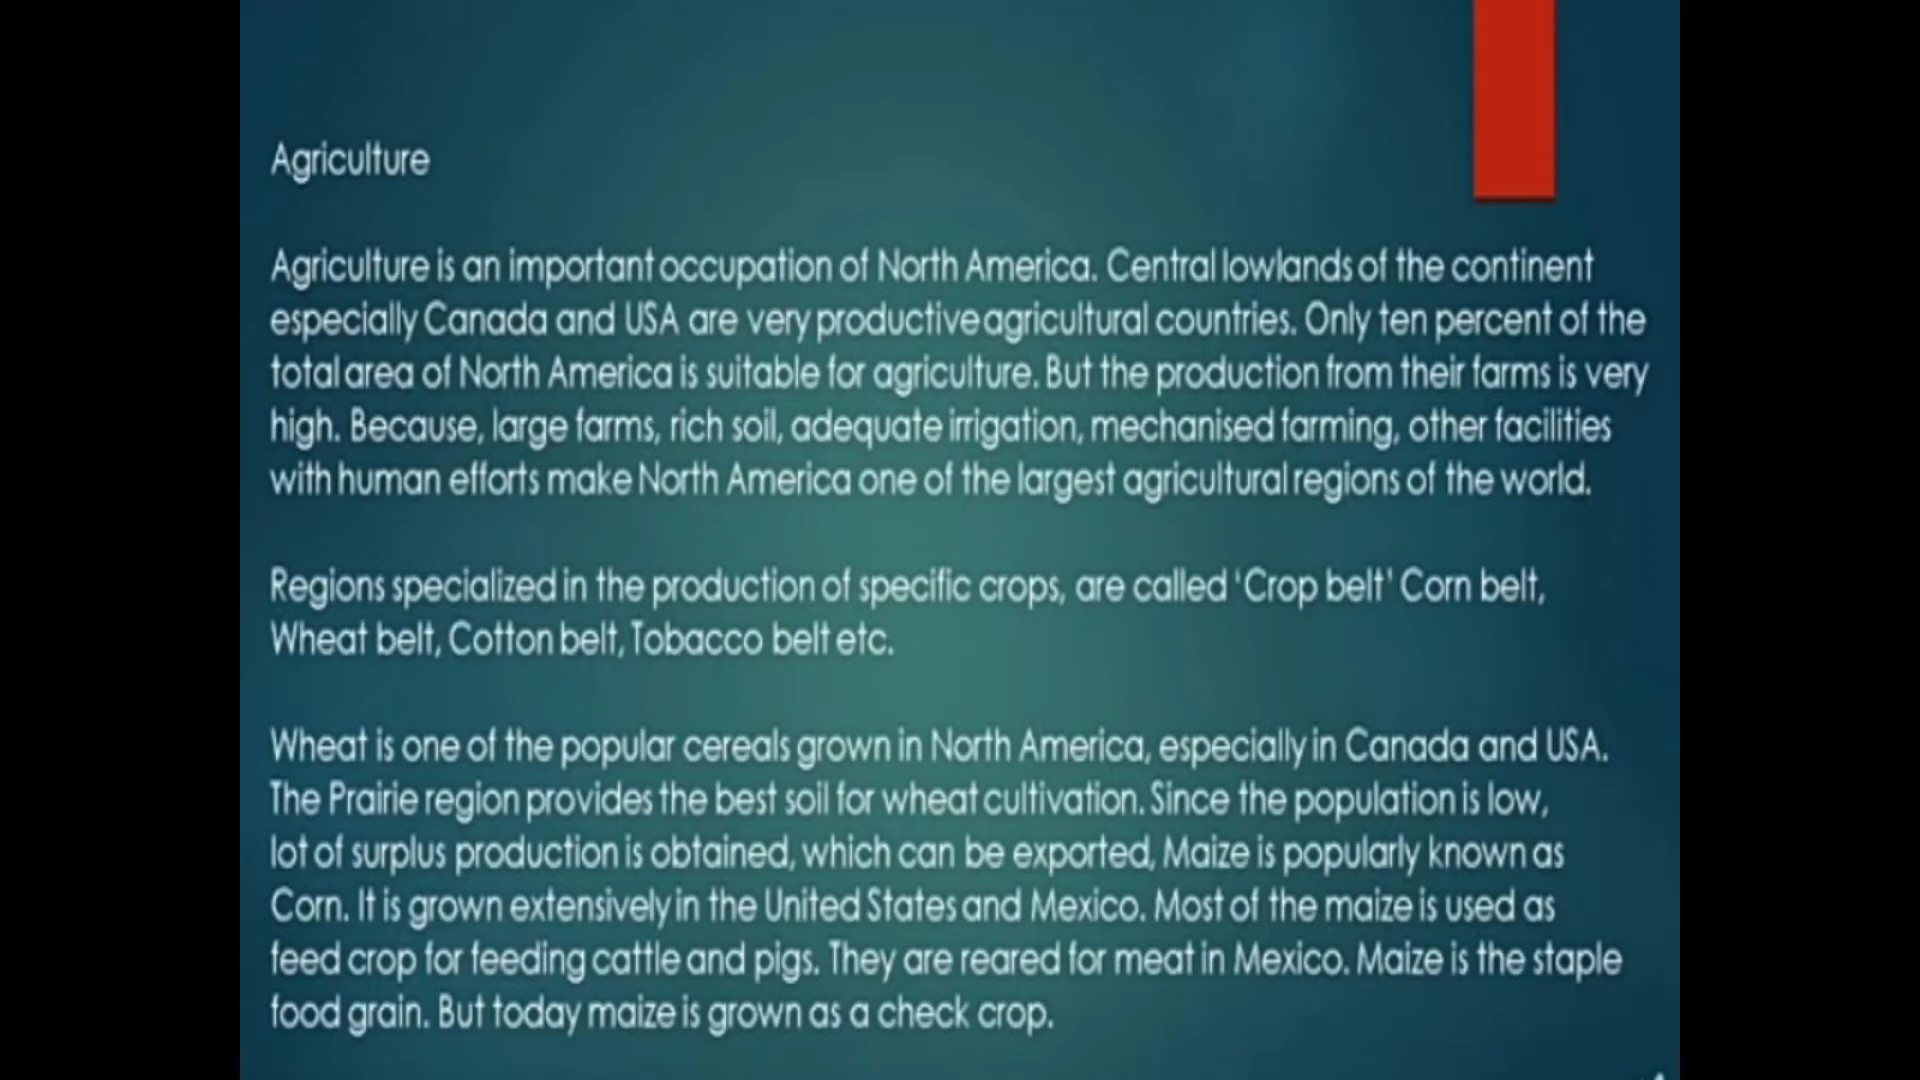 Agriculture
Agriculture is an important occupation of North America. Central lowlands of the continent
especially Canada and USA are very productive agricultural countries. Only ten percent of the
total area of North America is suitable for agriculture. But the production from their farms is very
high. Because, large farms, rich soil, adequate irrigation, mechanised farming, other facilities
with human efforts make North America one of the largest agricultural regions of the world.
Regions specialized in the production of specific crops, are called 'Crop belt' Corn belt,
Wheat belt, Cotton belt, Tobacco belt etc.
Wheat is one of the popular cereals grown in North America, especially in Canada and USA.
The Prairie region provides the best soil for wheat cultivation. Since the population is low,
lot of surplus production is obtained, which can be exported, Maize is popularly known as
Corn. It is grown extensively in the United States and Mexico. Most of the maize is used as
feed crop for feeding cattle and pigs. They are reared for meat in Mexico. Maize is the staple
food grain. But today maize is grown as a check crop.